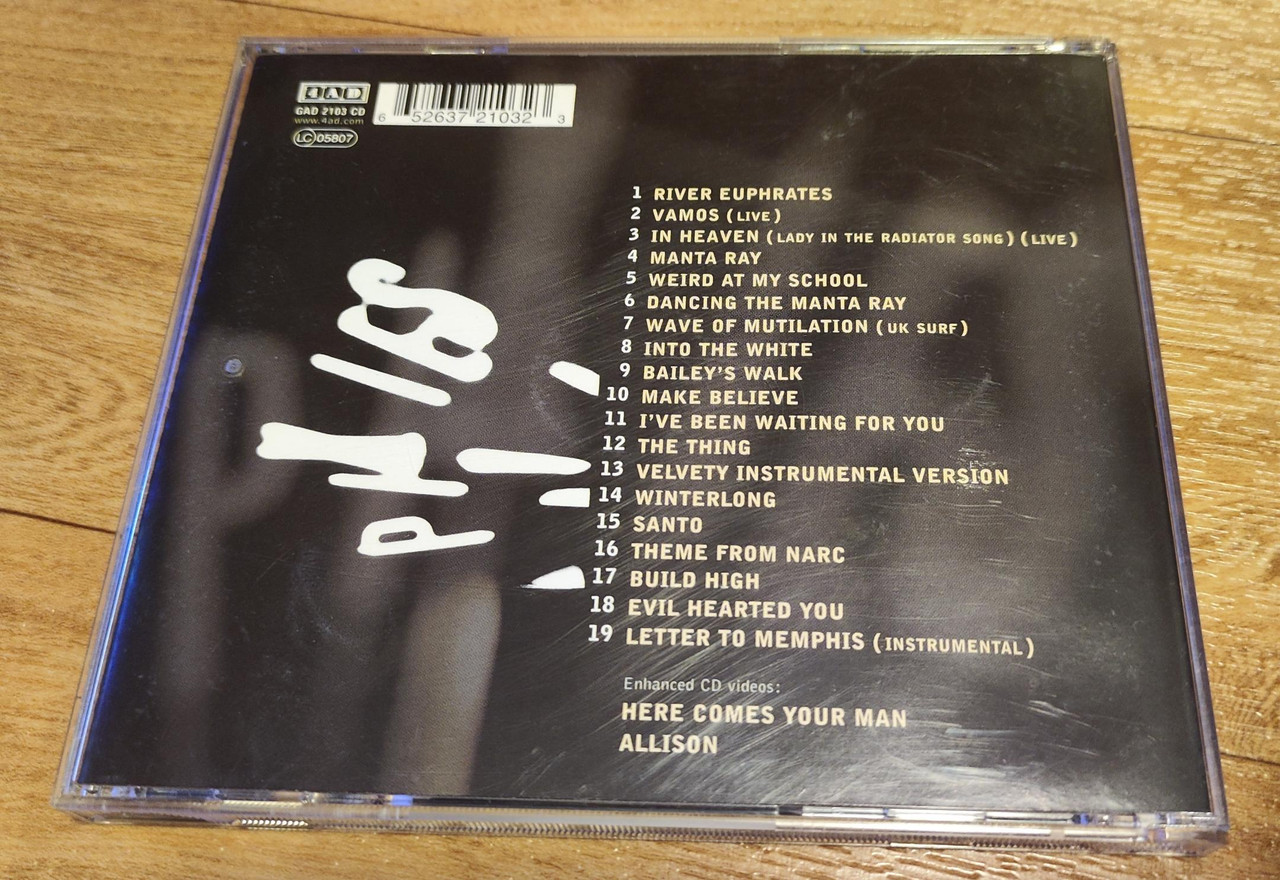 4AD
GAD 2103 CD
www.4ad.com
LC 05807
6 52637 21032 3
1 RIVER EUPHRATES
2 VAMOS (LIVE)
3 IN HEAVEN (LADY IN THE RADIATOR SONG) (LIVE)
4 MANTA RAY
5 WEIRD AT MY SCHOOL
6 DANCING THE MANTA RAY
7 WAVE OF MUTILATION (UK SURF)
8 INTO THE WHITE
9 BAILEY'S WALK
10 MAKE BELIEVE
11 I'VE BEEN WAITING FOR YOU
12 THE THING
13 VELVETY INSTRUMENTAL VERSION
14 WINTERLONG
15 SANTO
16 THEME FROM NARC
17 BUILD HIGH
18 EVIL HEARTED YOU
19 LETTER TO MEMPHIS (INSTRUMENTAL)
Enhanced CD videos:
HERE COMES YOUR MAN
ALLISON